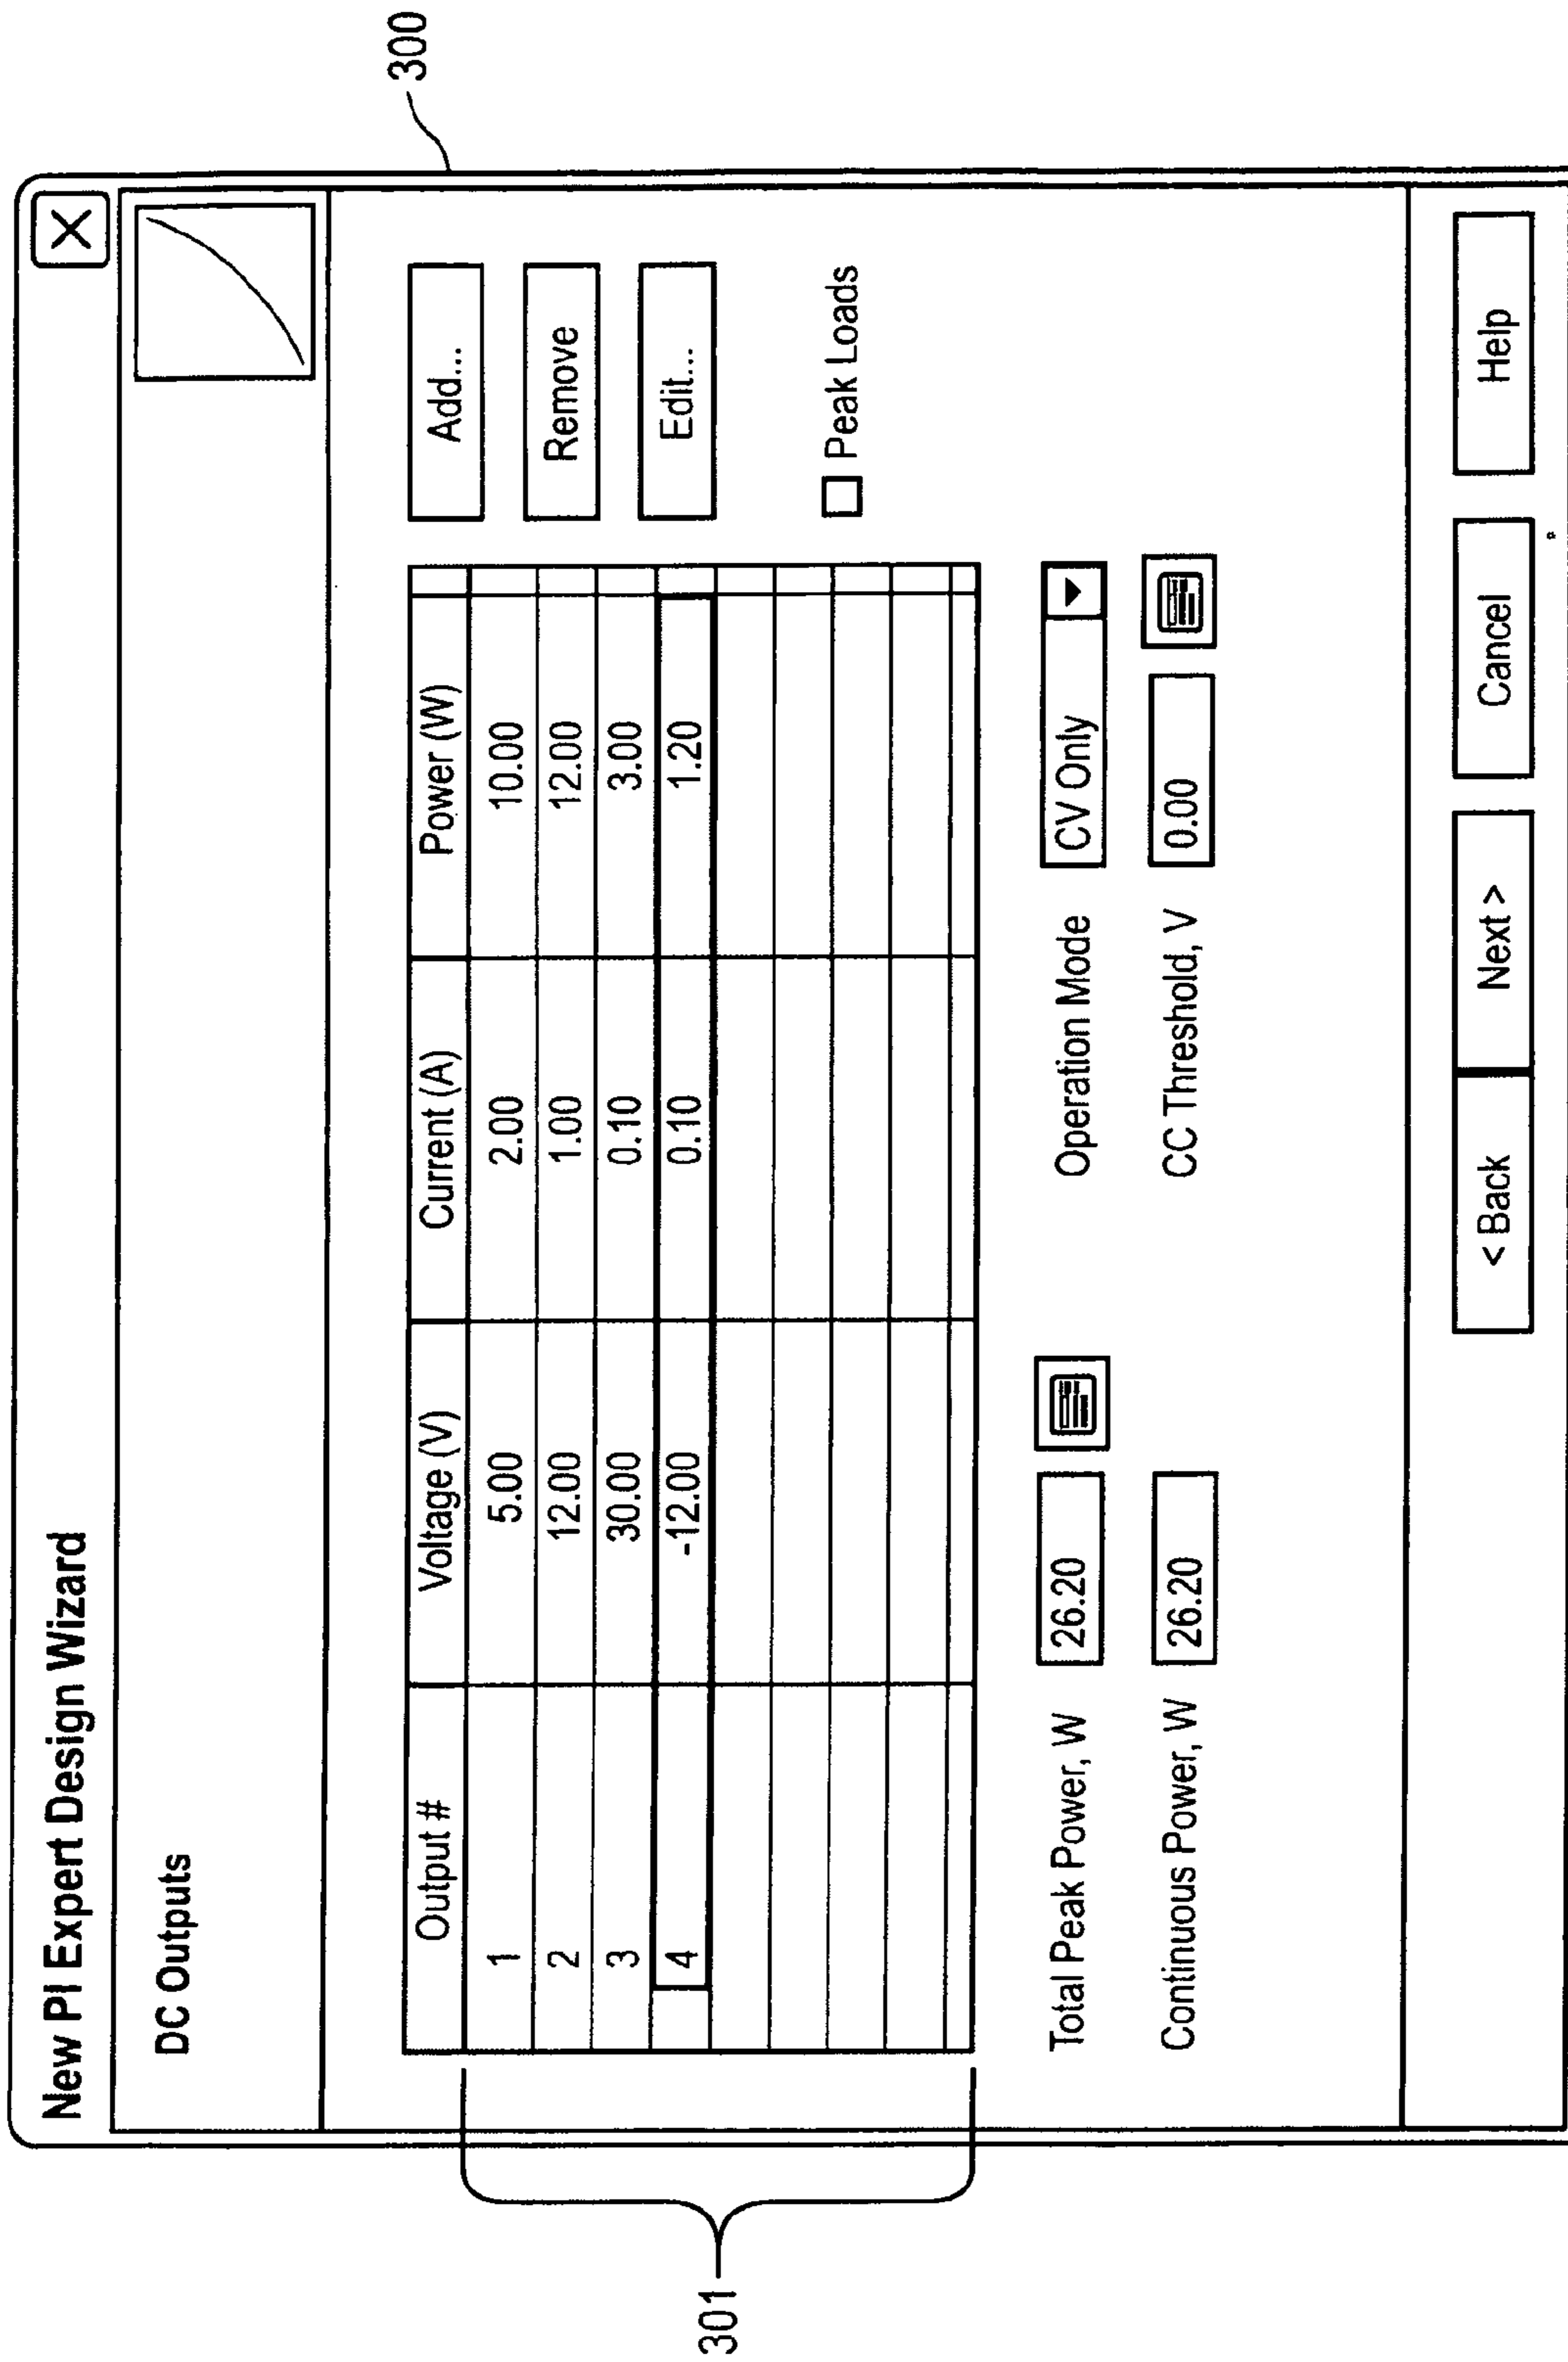 New PI Expert Design Wizard
X
DC Outputs
300
301
Output # Voltage (V) Current (A) Power (W)
1 5.00 2.00 10.00
2 12.00 1.00 12.00
3 30.00 0.10 3.00
4 -12.00 0.10 1.20
Add...
Remove
Edit...
Peak Loads
Total Peak Power, W 26.20
Operation Mode CV Only
Continuous Power, W 26.20
CC Threshold, V 0.00
< Back Next > Cancel Help